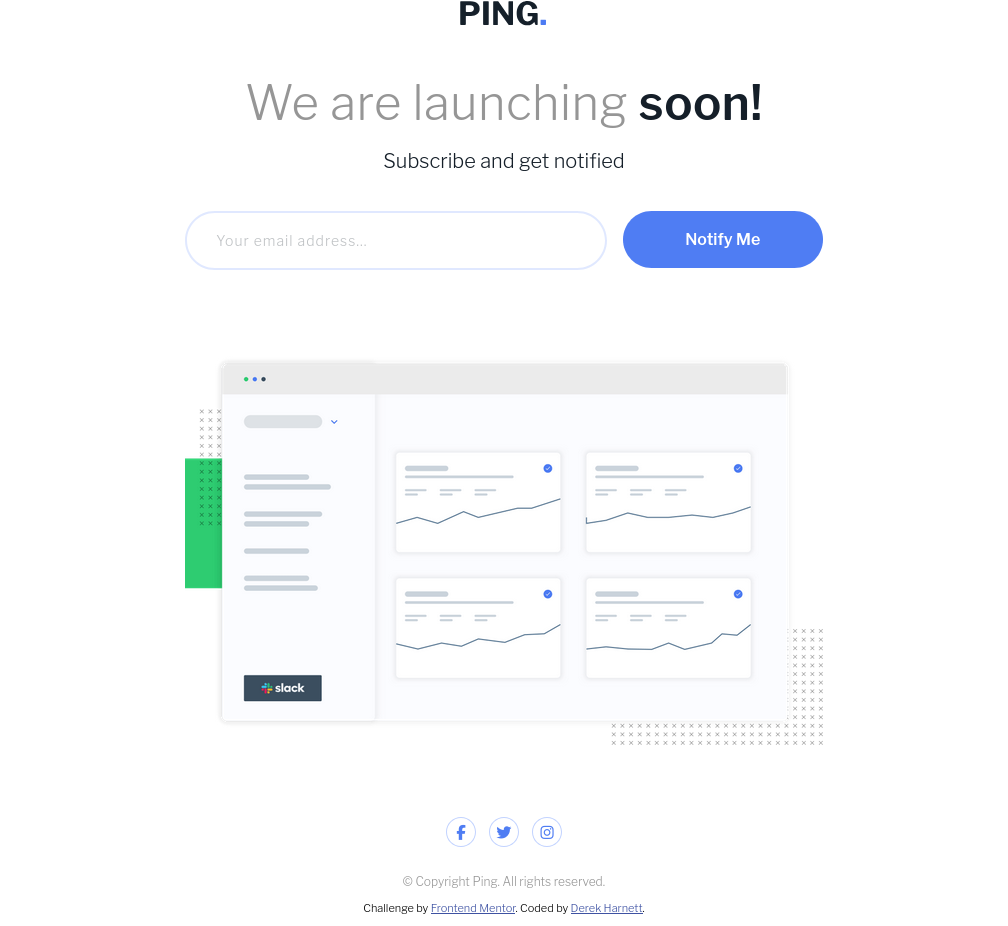 PING.
We are launching soon!
Subscribe and get notified
Your email address...
Notify Me
slack
© Copyright Ping. All rights reserved.
Challenge by Frontend Mentor. Coded by Derek Harnett.